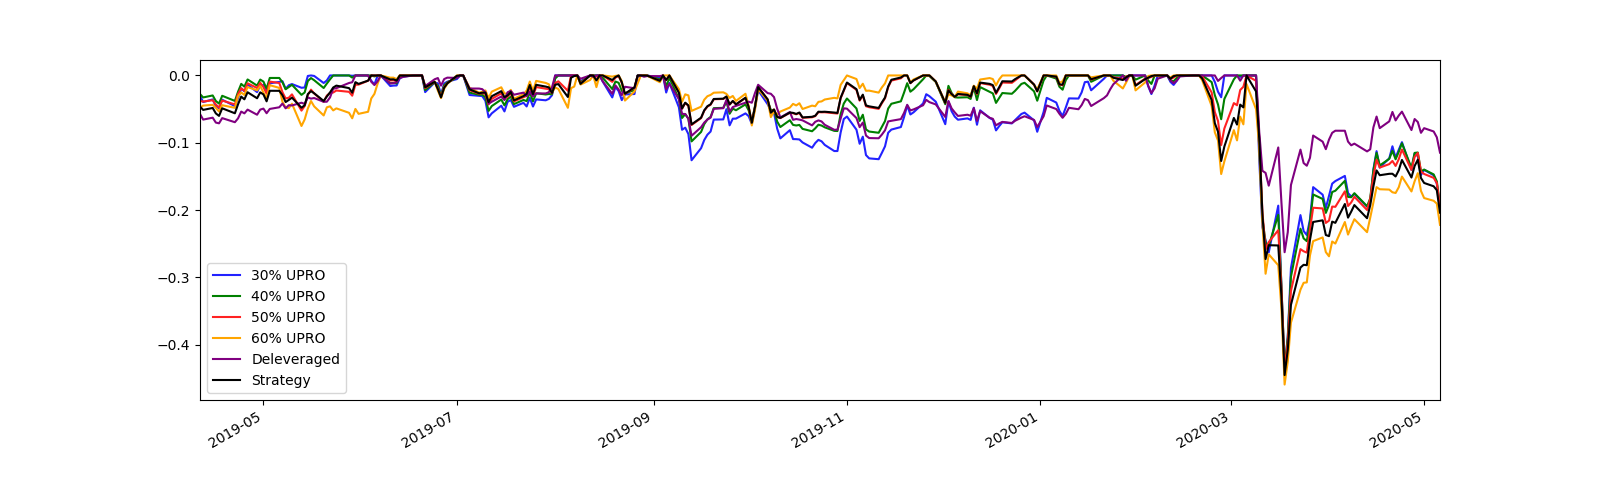 0.0
−0.1
−0.2
−0.3
−0.4
30% UPRO
40% UPRO
50% UPRO
60% UPRO
Deleveraged
Strategy
2019-05
2019-07
2019-09
2019-11
2020-01
2020-03
2020-05